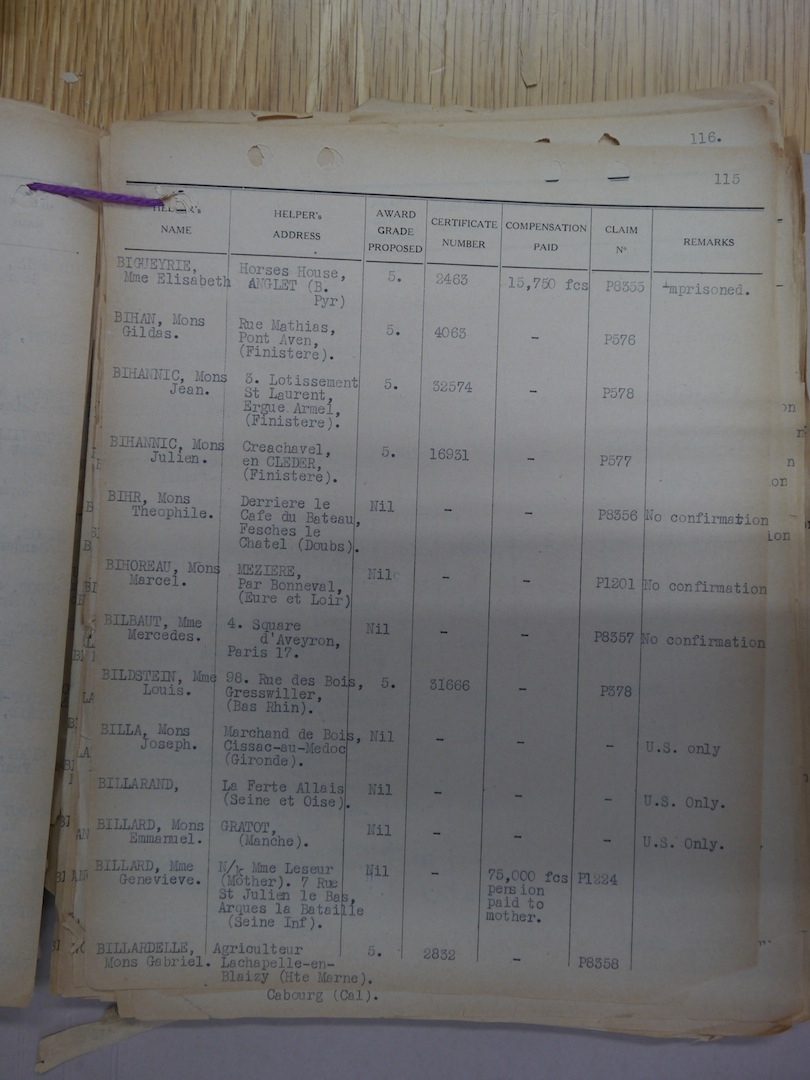 116.
115
HELPER's NAME
HELPER's ADDRESS
AWARD GRADE PROPOSED
CERTIFICATE NUMBER
COMPENSATION PAID
CLAIM Nº
REMARKS
BIGUEYRIE, Horses House, 5. 2463 15,750 fcs P8355 Imprisoned.
Mme Elisabeth ANGLET (B.
Pyr)
BIHAN, Mons Rue Mathias, 5. 4063 - P576
Gildas. Pont Aven,
(Finistere).
BIHANNIC, Mons 3. Lotissement 5. 32574 - P578
Jean. St Laurent,
Ergue Armel,
(Finistere).
BIHANNIC, Mons Creachavel, 5. 16931 - P577
Julien. en CLEDER,
(Finistere).
BIHR, Mons Derriere le Nil - - P8356 No confirmation
Theophile. Cafe du Bateau,
Fesches le
Chatel (Doubs).
BIHOREAU, Mons MEZIERE, Nil - - P1201 No confirmation
Marcel. Par Bonneval,
(Eure et Loir)
BILBAUT, Mme 4. Square Nil - - P8357 No confirmation
Mercedes. d'Aveyron,
Paris 17.
BILDSTEIN, Mme 98. Rue des Bois, 5. 31666 - P378
Louis. Gresswiller,
(Bas Rhin).
BILLA, Mons Marchand de Bois, Nil - - - U.S. only
Joseph. Cissac-au-Medoc
(Gironde).
BILLARAND, La Ferte Allais Nil - - - U.S. Only.
(Seine et Oise).
BILLARD, Mons GRATOT, Nil - - - U.S. Only.
Emmanuel. (Manche).
BILLARD, Mme Mme Leseur Nil - 75,000 fcs P1224
Genevieve. (Mother). 7 Rue pension
St Julien le Bas, paid to
Arques la Bataille mother.
(Seine Inf).
BILLARDELLE, Agriculteur 5. 2832 - P8358
Mons Gabriel. Lachapelle-en-
Blaizy (Hte Marne).
Cabourg (Cal).